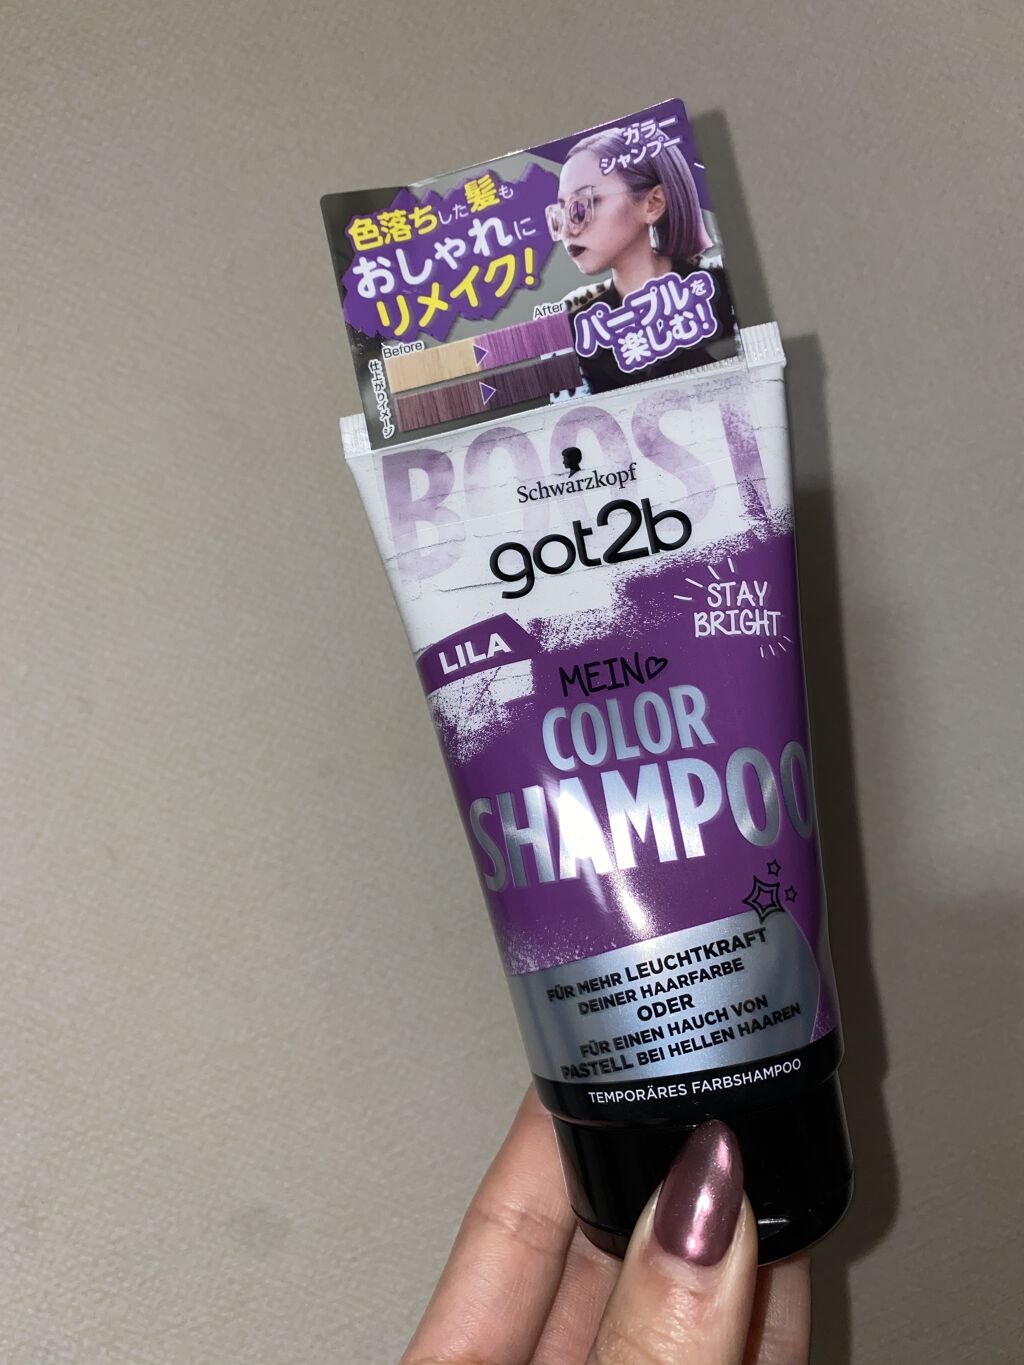 カラー
シャンプー
色落ちした髪も
おしゃれに
リメイク!
パープルを
楽しむ!
Before
After
仕上がりイメージ
BOOST
Schwarzkopf
got2b
STAY
BRIGHT
LILA
MEIN
COLOR
SHAMPOO
FÜR MEHR LEUCHTKRAFT
DEINER HAARFARBE
ODER
FÜR EINEN HAUCH VON
PASTELL BEI HELLEN HAAREN
TEMPORÄRES FARBSHAMPOO